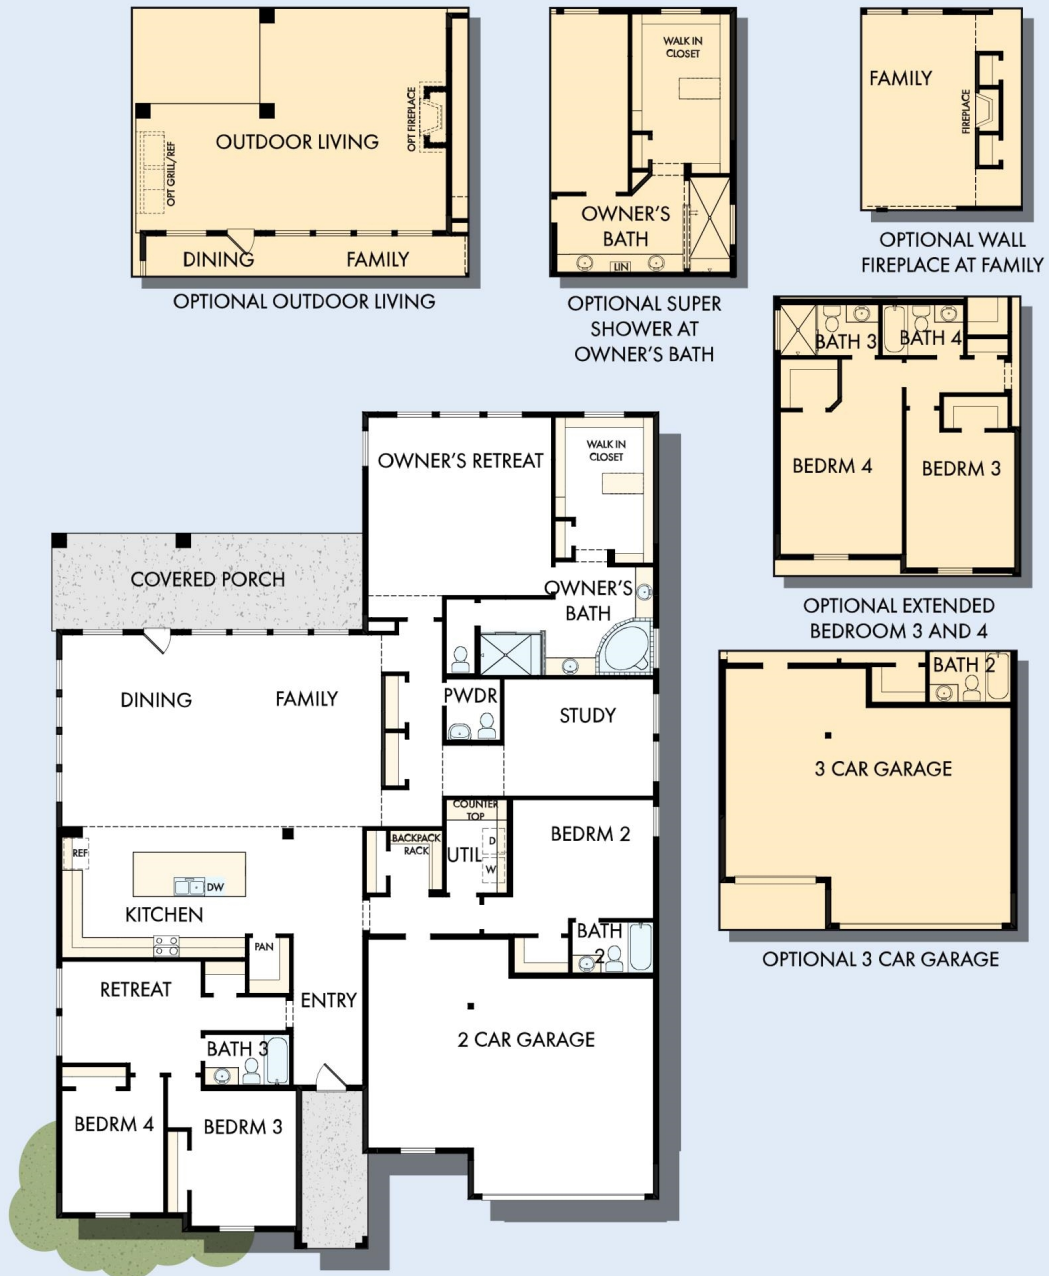 OUTDOOR LIVING
OPT FIREPLACE
OPT GRILL/REF
DINING
FAMILY
OPTIONAL OUTDOOR LIVING
WALK IN
CLOSET
OWNER'S
BATH
LIN
OPTIONAL SUPER
SHOWER AT
OWNER'S BATH
FAMILY
FIREPLACE
OPTIONAL WALL
FIREPLACE AT FAMILY
BATH 3
BATH 4
BEDRM 4
BEDRM 3
OPTIONAL EXTENDED
BEDROOM 3 AND 4
BATH 2
3 CAR GARAGE
OPTIONAL 3 CAR GARAGE
OWNER'S RETREAT
WALK IN
CLOSET
COVERED PORCH
OWNER'S
BATH
DINING
FAMILY
PWDR
STUDY
COUNTER
TOP
BACKPACK
RACK
UTIL
D
W
BEDRM 2
REF
DW
KITCHEN
PAN
BATH
2
RETREAT
ENTRY
2 CAR GARAGE
BATH 3
BEDRM 4
BEDRM 3